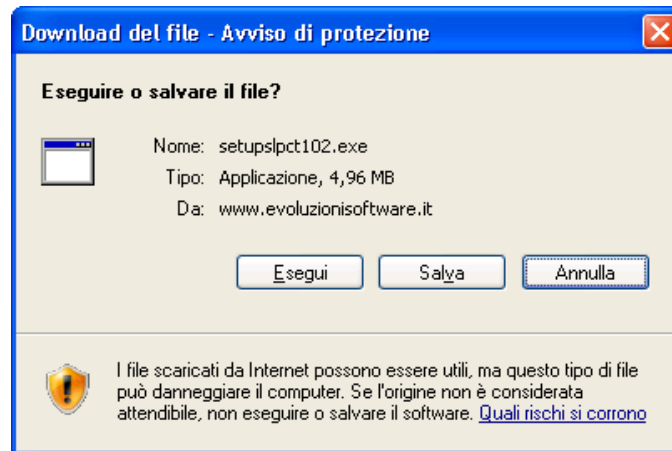 Download del file - Avviso di protezione
Eseguire o salvare il file?
Nome: setupslpct102.exe
Tipo: Applicazione, 4,96 MB
Da: www.evoluzionisoftware.it
Esegui Salva Annulla
I file scaricati da Internet possono essere utili, ma questo tipo di file
può danneggiare il computer. Se l'origine non è considerata
attendibile, non eseguire o salvare il software. Quali rischi si corrono